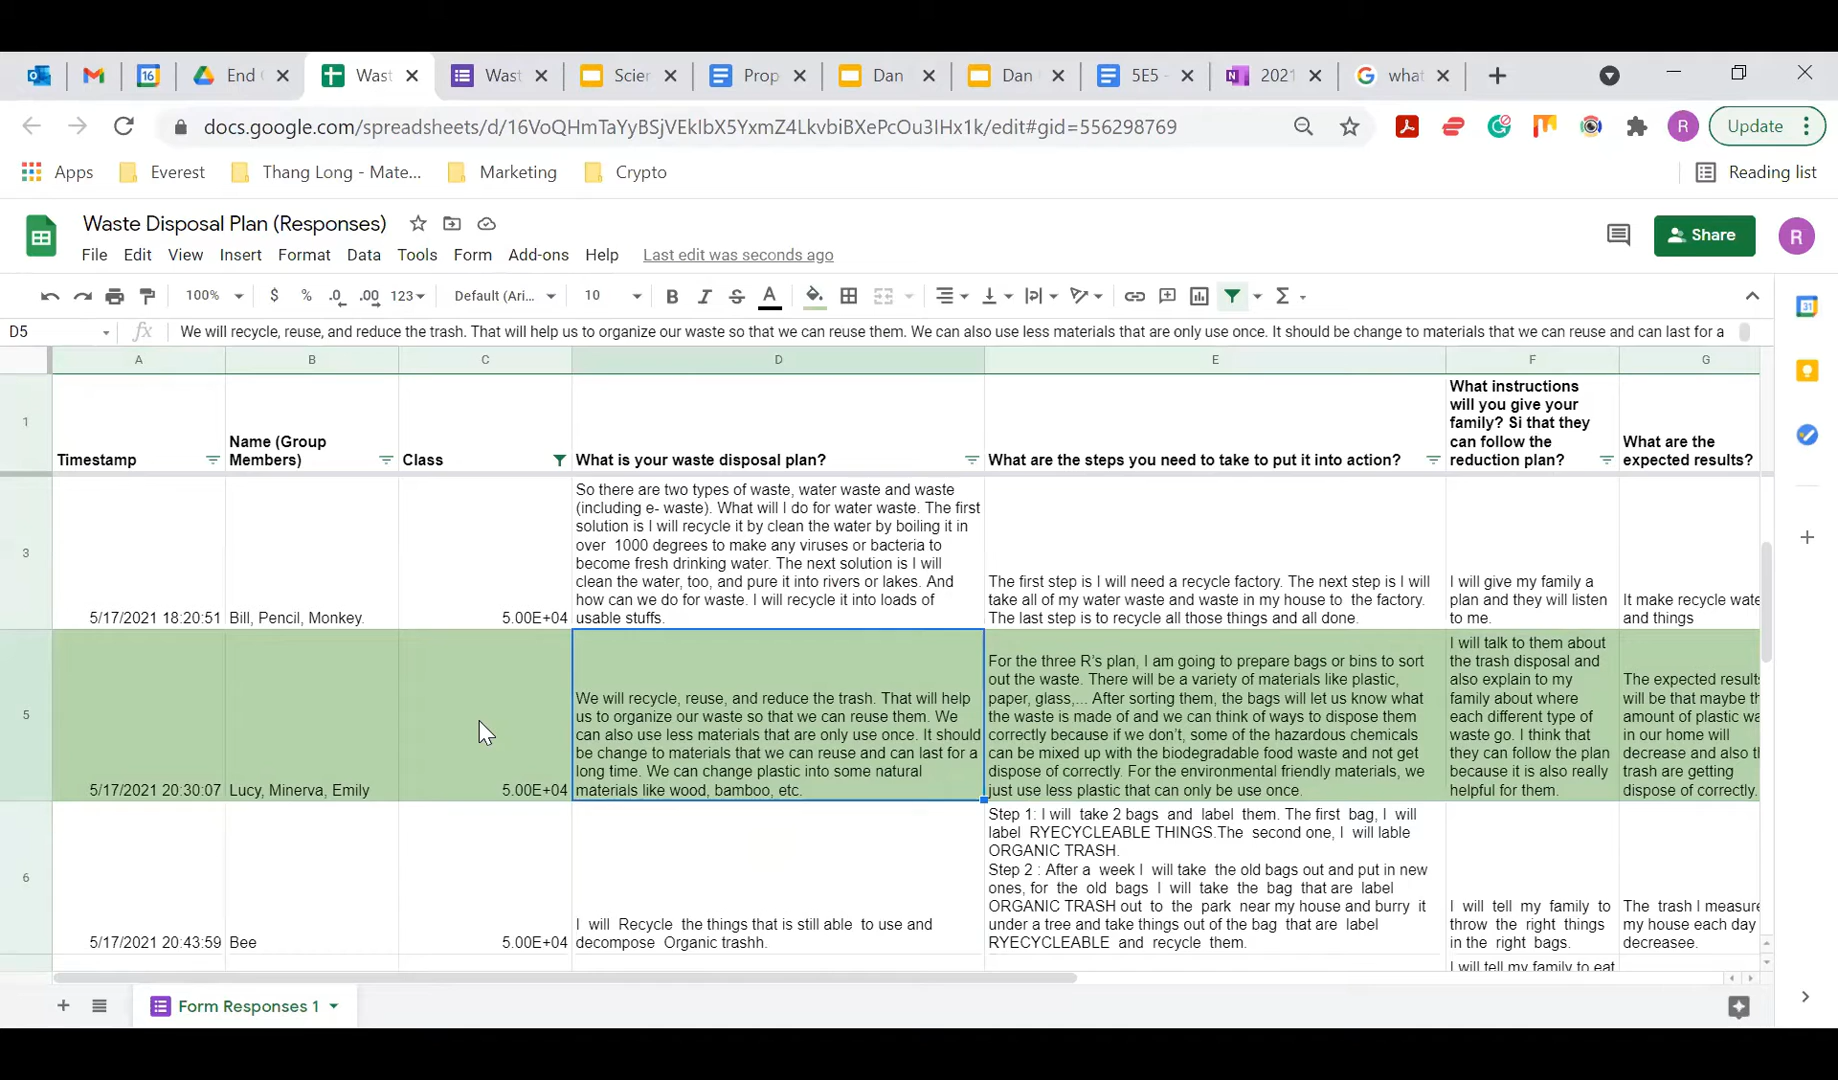 16 End Wast Wast Scien Prop Dan Dan 5E5 - 2021 what
docs.google.com/spreadsheets/d/16VoQHmTaYyBSjVEkIbX5YxmZ4LkvbiBXePcOu3IHx1k/edit#gid=556298769 R Update
Apps Everest Thang Long - Mate... Marketing Crypto Reading list
Waste Disposal Plan (Responses)
Share R
File Edit View Insert Format Data Tools Form Add-ons Help Last edit was seconds ago
100% $ % .0 .00 123 Default (Ari... 10 B I S A Σ
D5 fx We will recycle, reuse, and reduce the trash. That will help us to organize our waste so that we can reuse them. We can also use less materials that are only use once. It should be change to materials that we can reuse and can last for a
A B C D E F G
1
Timestamp
Name (Group
Members)
Class
What is your waste disposal plan?
What are the steps you need to take to put it into action?
What instructions
will you give your
family? Si that they
can follow the
reduction plan?
What are the
expected results?
3
5/17/2021 18:20:51
Bill, Pencil, Monkey.
5.00E+04
So there are two types of waste, water waste and waste
(including e- waste). What will I do for water waste. The first
solution is I will recycle it by clean the water by boiling it in
over 1000 degrees to make any viruses or bacteria to
become fresh drinking water. The next solution is I will
clean the water, too, and pure it into rivers or lakes. And
how can we do for waste. I will recycle it into loads of
usable stuffs.
The first step is I will need a recycle factory. The next step is I will
take all of my water waste and waste in my house to the factory.
The last step is to recycle all those things and all done.
I will give my family a
plan and they will listen
to me.
It make recycle wate
and things
5
5/17/2021 20:30:07
Lucy, Minerva, Emily
5.00E+04
We will recycle, reuse, and reduce the trash. That will help
us to organize our waste so that we can reuse them. We
can also use less materials that are only use once. It should
be change to materials that we can reuse and can last for a
long time. We can change plastic into some natural
materials like wood, bamboo, etc.
For the three R's plan, I am going to prepare bags or bins to sort
out the waste. There will be a variety of materials like plastic,
paper, glass,... After sorting them, the bags will let us know what
the waste is made of and we can think of ways to dispose them
correctly because if we don't, some of the hazardous chemicals
can be mixed up with the biodegradable food waste and not get
dispose of correctly. For the environmental friendly materials, we
just use less plastic that can only be use once.
I will talk to them about
the trash disposal and
also explain to my
family about where
each different type of
waste go. I think that
they can follow the plan
because it is also really
helpful for them.
The expected result
will be that maybe th
amount of plastic wa
in our home will
decrease and also th
trash are getting
dispose of correctly.
6
5/17/2021 20:43:59
Bee
5.00E+04
I will Recycle the things that is still able to use and
decompose Organic trashh.
Step 1: I will take 2 bags and label them. The first bag, I will
label RYECYCLEABLE THINGS.The second one, I will lable
ORGANIC TRASH.
Step 2 : After a week I will take the old bags out and put in new
ones, for the old bags I will take the bag that are label
ORGANIC TRASH out to the park near my house and burry it
under a tree and take things out of the bag that are label
RYECYCLEABLE and recycle them.
I will tell my family to
throw the right things
in the right bags.
The trash I measure
my house each day
decreasee.
I will tell my family to eat
Form Responses 1